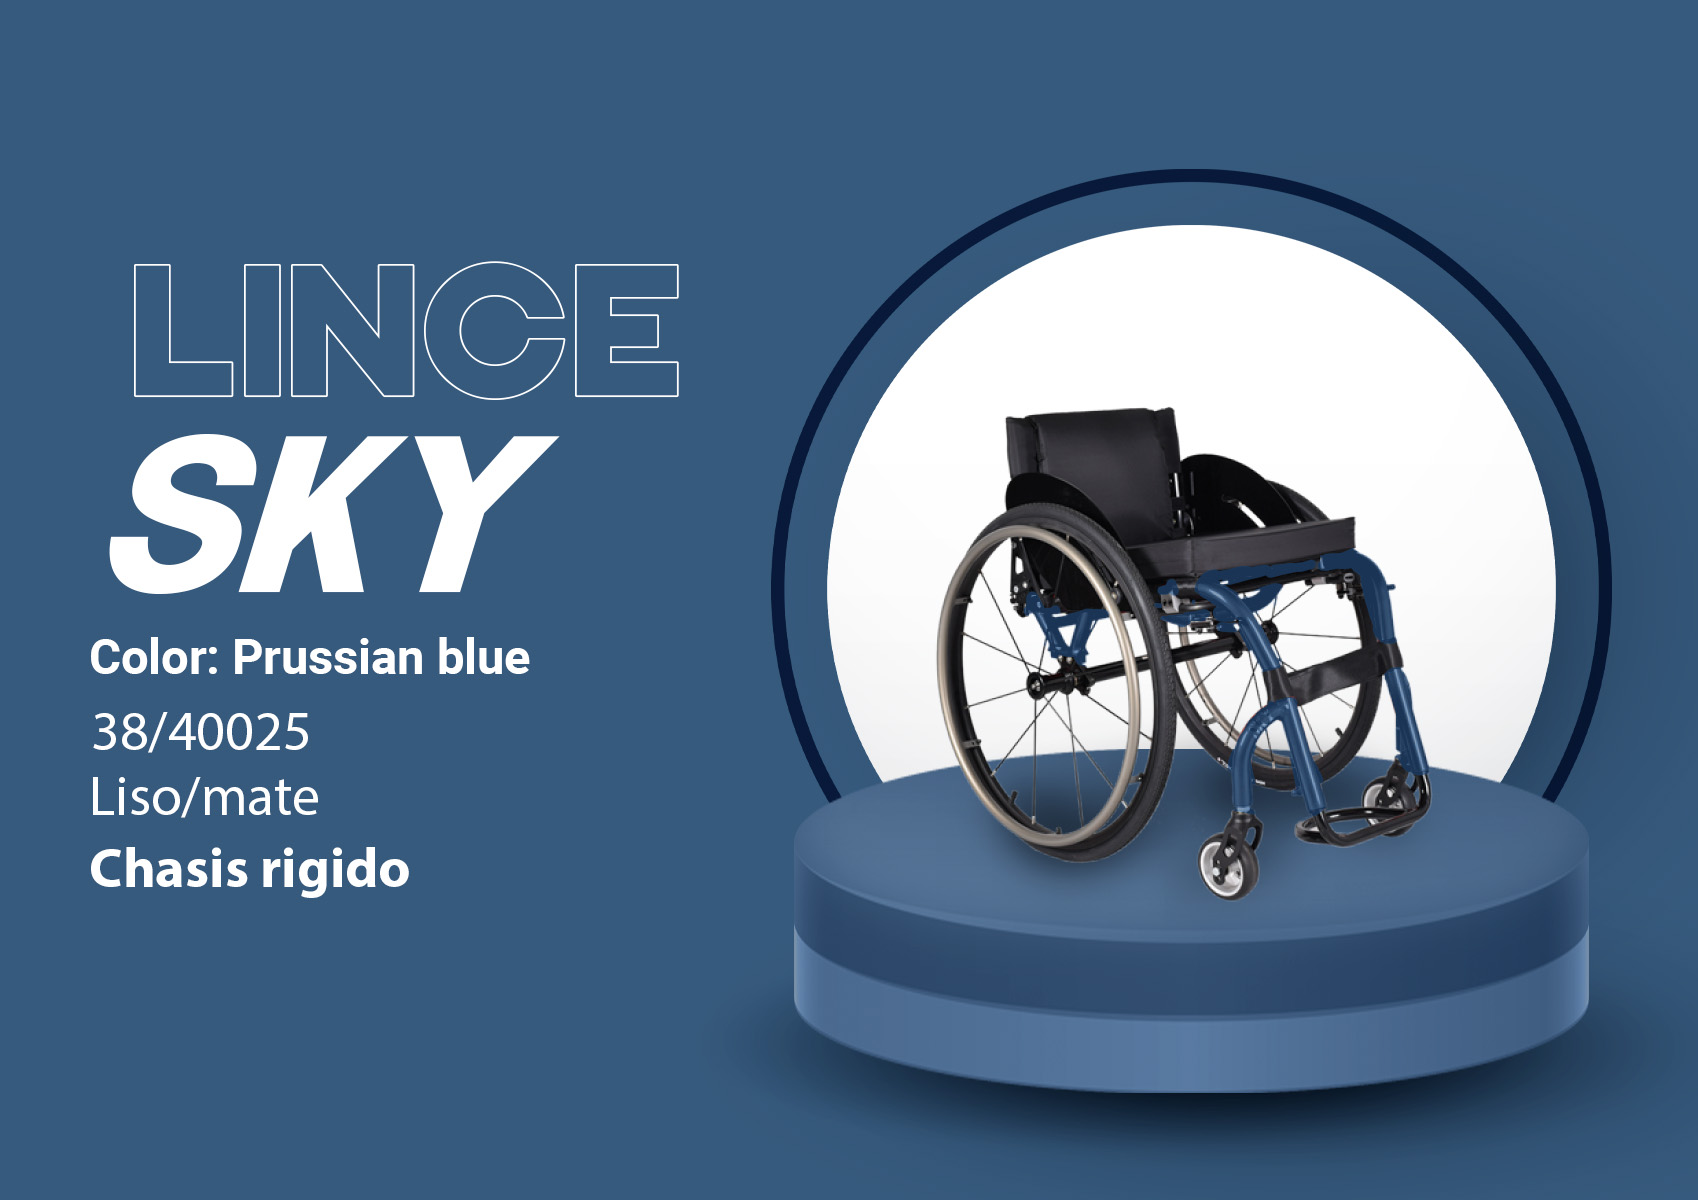 LINCE
SKY
Color: Prussian blue
38/40025
Liso/mate
Chasis rigido